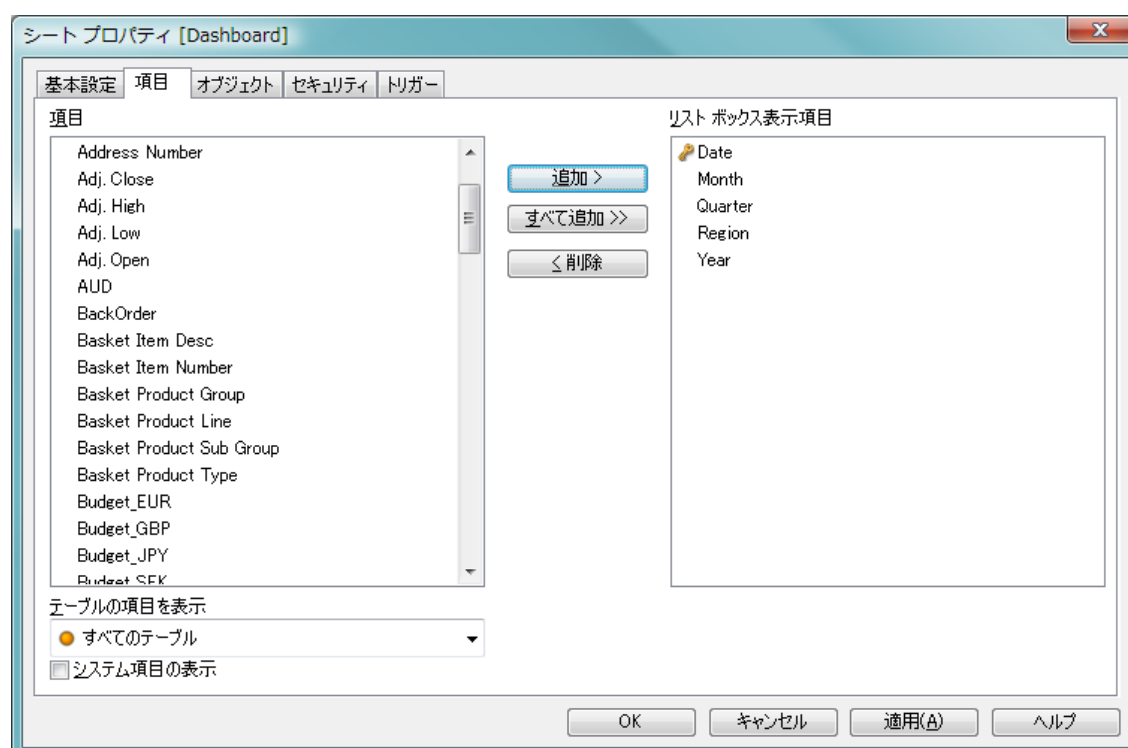 シート プロパティ [Dashboard]
基本設定 項目 オブジェクト セキュリティ トリガー
項目
Address Number
Adj. Close
Adj. High
Adj. Low
Adj. Open
AUD
BackOrder
Basket Item Desc
Basket Item Number
Basket Product Group
Basket Product Line
Basket Product Sub Group
Basket Product Type
Budget_EUR
Budget_GBP
Budget_JPY
Budget_SEK
テーブルの項目を表示
すべてのテーブル
システム項目の表示
追加 >
すべて追加 >>
< 削除
リスト ボックス表示項目
Date
Month
Quarter
Region
Year
OK キャンセル 適用(A) ヘルプ